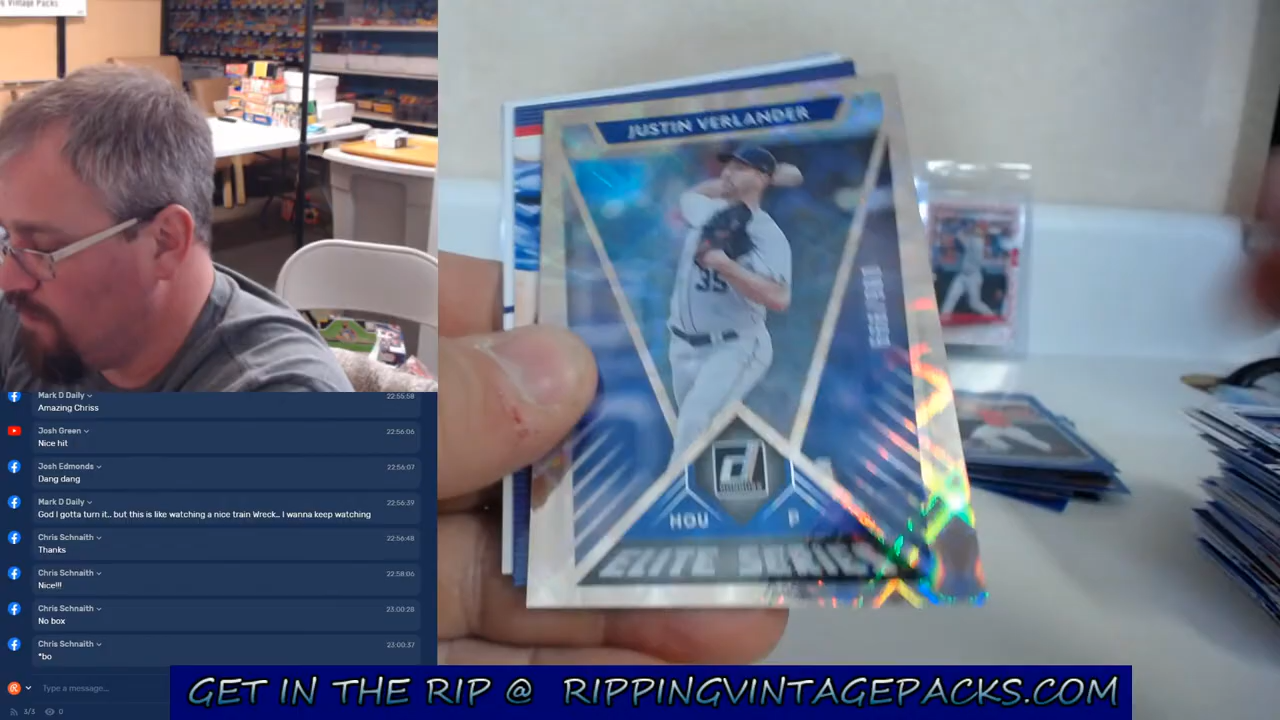 g Vintage Packs
JUSTIN VERLANDER
35
d
HOU P
ELITE SERIES
Mark D Daily 22:55:58
Amazing Chriss
Josh Green 22:56:06
Nice hit
Josh Edmonds 22:56:07
Dang dang
Mark D Daily 22:56:39
God I gotta turn it.. but this is like watching a nice train Wreck.. I wanna keep watching
Chris Schnaith 22:56:48
Thanks
Chris Schnaith 22:58:06
Nice!!!
Chris Schnaith 23:00:28
No box
Chris Schnaith 23:00:37
*bo
Type a message...
3/3 0
GET IN THE RIP @ RIPPINGVINTAGEPACKS.COM